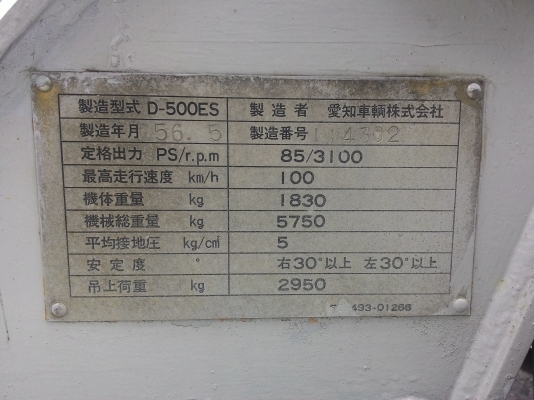 製造型式 D-500ES 製造者 愛知車輌株式会社
製造年月 56.5 製造番号
定格出力 PS/r.p.m 85/3100
最高走行速度 km/h 100
機体重量 kg 1830
機械総重量 kg 5750
平均接地圧 kg/c㎡ 5
安定度 ° 右30°以上 左30°以上
吊上荷重 kg 2950
493-01266